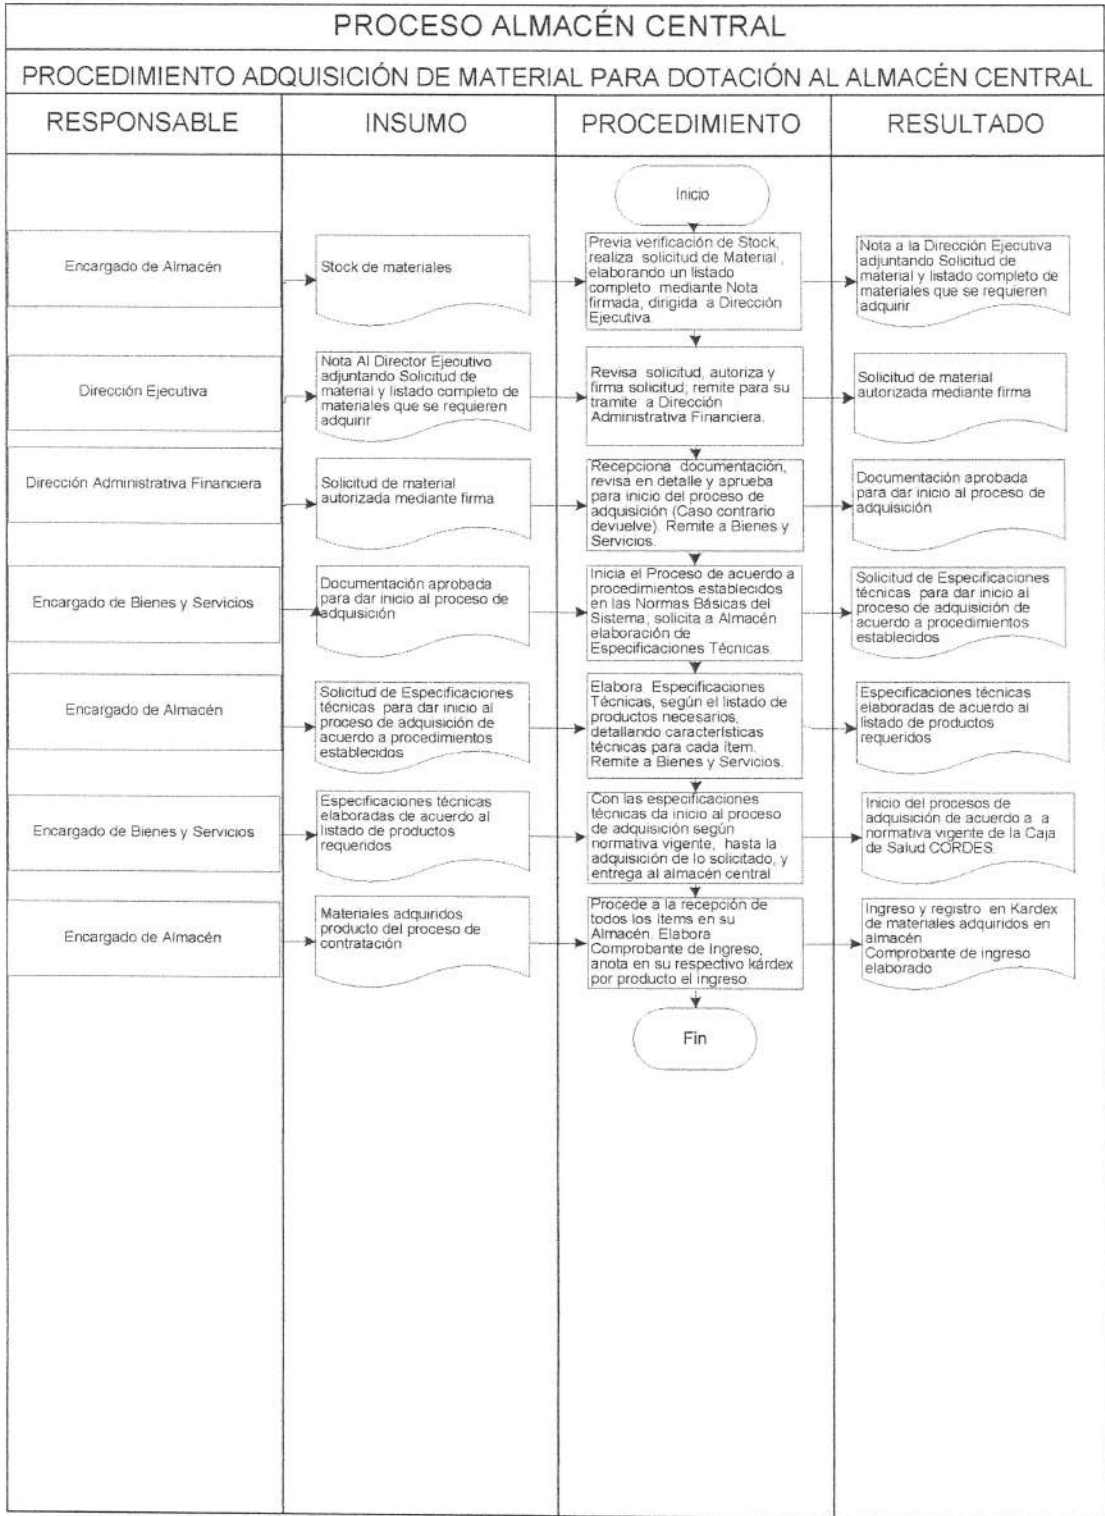 PROCESO ALMACÉN CENTRAL
PROCEDIMIENTO ADQUISICIÓN DE MATERIAL PARA DOTACIÓN AL ALMACÉN CENTRAL
RESPONSABLE
INSUMO
PROCEDIMIENTO
RESULTADO
Inicio
Encargado de Almacén
Stock de materiales
Previa verificación de Stock,
realiza solicitud de Material ,
elaborando un listado
completo mediante Nota
firmada, dirigida a Dirección
Ejecutiva.
Nota a la Dirección Ejecutiva
adjuntando Solicitud de
material y listado completo de
materiales que se requieren
adquirir
Dirección Ejecutiva
Nota Al Director Ejecutivo
adjuntando Solicitud de
material y listado completo de
materiales que se requieren
adquirir
Revisa solicitud, autoriza y
firma solicitud; remite para su
tramite a Dirección
Administrativa Financiera.
Solicitud de material
autorizada mediante firma
Dirección Administrativa Financiera
Solicitud de material
autorizada mediante firma
Recepciona documentación,
revisa en detalle y aprueba
para inicio del proceso de
adquisición (Caso contrario
devuelve). Remite a Bienes y
Servicios.
Documentación aprobada
para dar inicio al proceso de
adquisición
Encargado de Bienes y Servicios
Documentación aprobada
para dar inicio al proceso de
adquisición
Inicia el Proceso de acuerdo a
procedimientos establecidos
en las Normas Básicas del
Sistema; solicita a Almacén
elaboración de
Especificaciones Técnicas.
Solicitud de Especificaciones
técnicas para dar inicio al
proceso de adquisición de
acuerdo a procedimientos
establecidos
Encargado de Almacén
Solicitud de Especificaciones
técnicas para dar inicio al
proceso de adquisición de
acuerdo a procedimientos
establecidos
Elabora Especificaciones
Técnicas, según el listado de
productos necesarios,
detallando características
técnicas para cada ítem.
Remite a Bienes y Servicios.
Especificaciones técnicas
elaboradas de acuerdo al
listado de productos
requeridos
Encargado de Bienes y Servicios
Especificaciones técnicas
elaboradas de acuerdo al
listado de productos
requeridos
Con las especificaciones
técnicas da inicio al proceso
de adquisición según
normativa vigente, hasta la
adquisición de lo solicitado, y
entrega al almacén central
Inicio del procesos de
adquisición de acuerdo a a
normativa vigente de la Caja
de Salud CORDES.
Encargado de Almacén
Materiales adquiridos
producto del proceso de
contratación
Procede a la recepción de
todos los ítems en su
Almacén. Elabora
Comprobante de Ingreso,
anota en su respectivo kárdex
por producto el ingreso.
Ingreso y registro en Kardex
de materiales adquiridos en
almacén
Comprobante de ingreso
elaborado
Fin